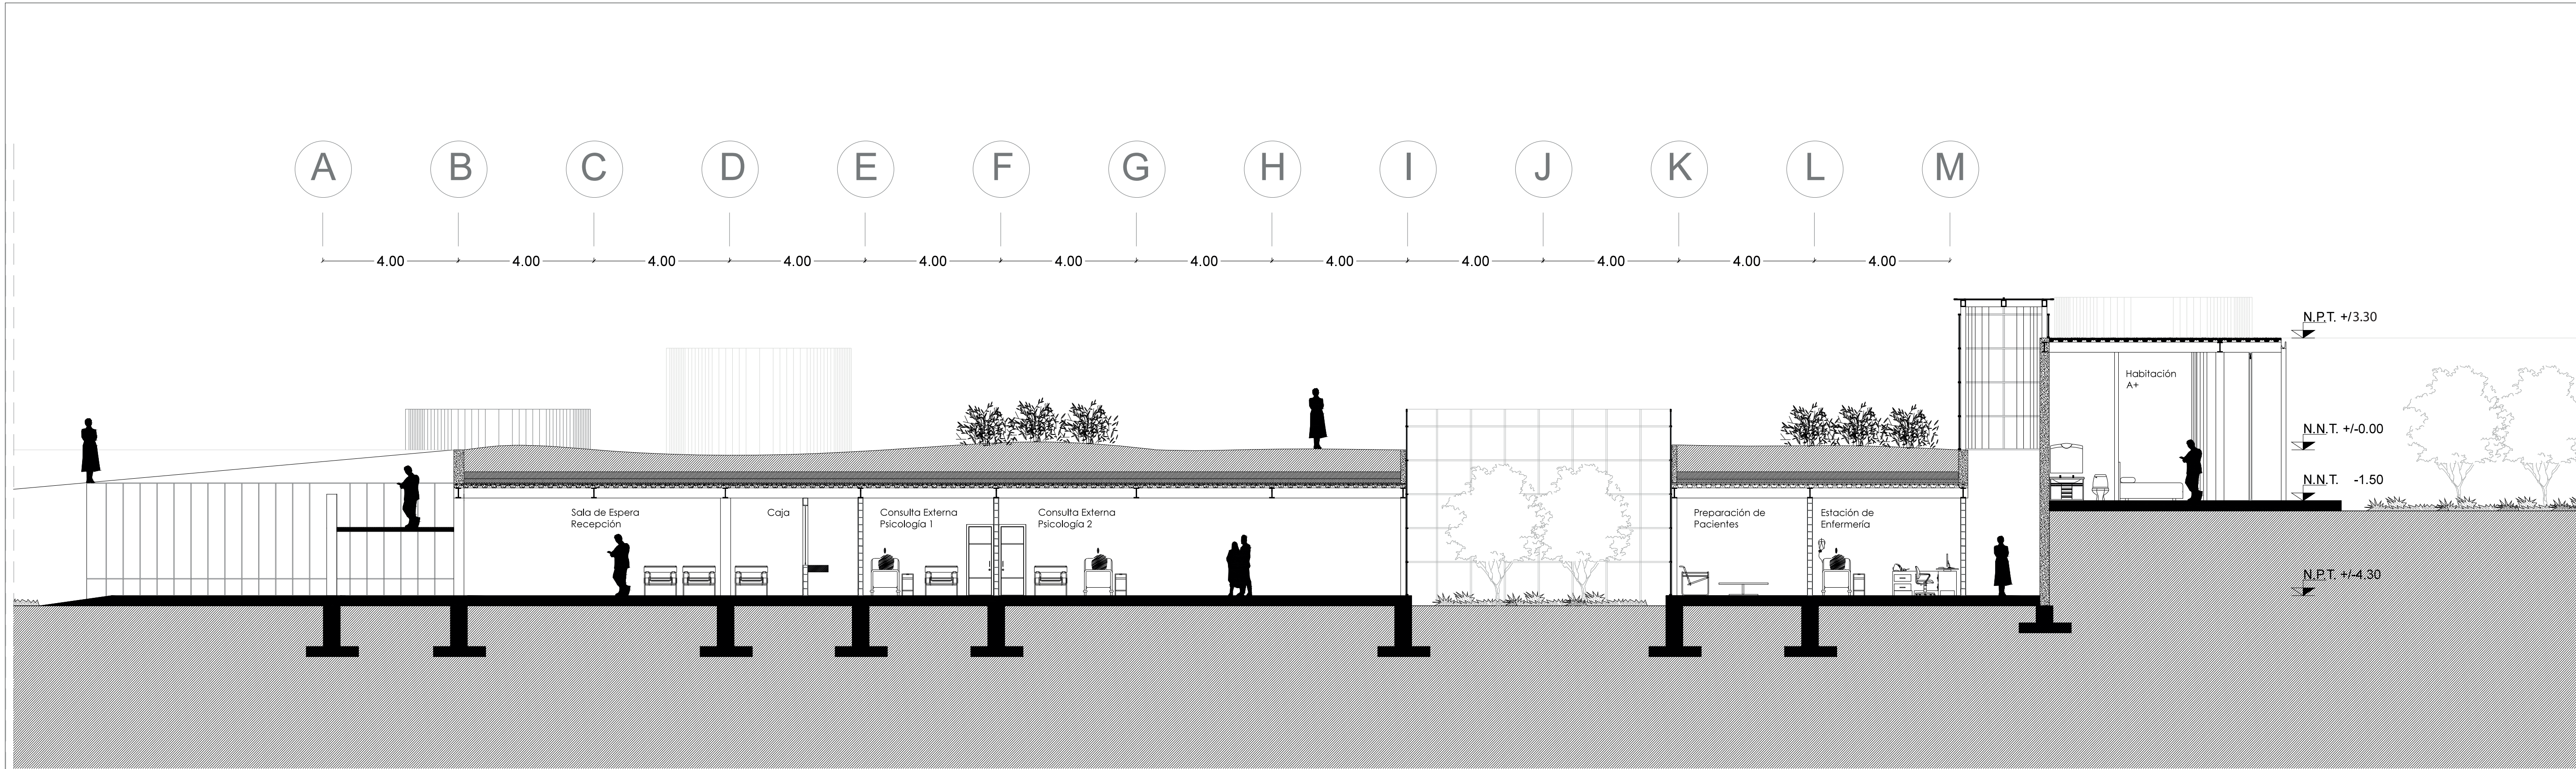 A B C D E F G H I J K L M
4.00 4.00 4.00 4.00 4.00 4.00 4.00 4.00 4.00 4.00 4.00 4.00
N.P.T. +/3.30
Habitación
A+
N.N.T. +/-0.00
N.N.T. -1.50
Sala de Espera
Recepción
Caja
Consulta Externa
Psicología 1
Consulta Externa
Psicología 2
Preparación de
Pacientes
Estación de
Enfermería
N.P.T. +/-4.30